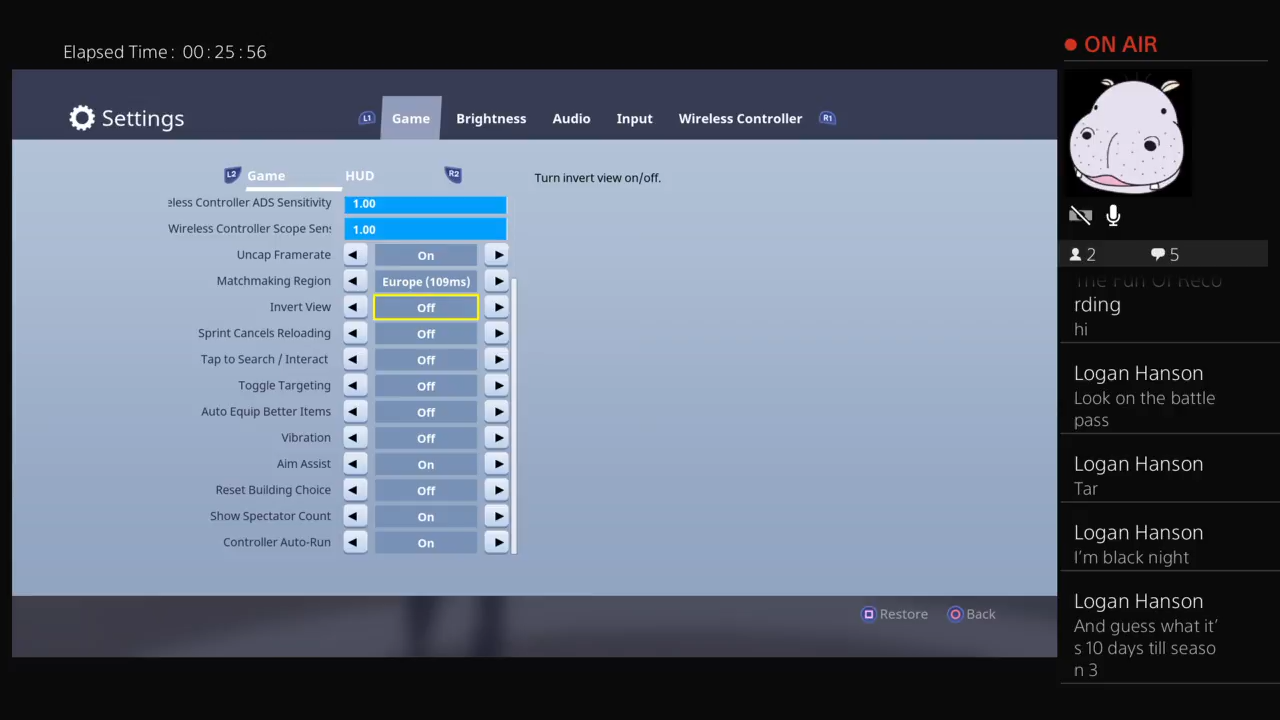 Elapsed Time: 00:25:56
ON AIR
Settings
L1 Game Brightness Audio Input Wireless Controller R1
L2 Game HUD R2
Turn invert view on/off.
eless Controller ADS Sensitivity 1.00
Wireless Controller Scope Sens 1.00
Uncap Framerate On
Matchmaking Region Europe (109ms)
Invert View Off
Sprint Cancels Reloading Off
Tap to Search / Interact Off
Toggle Targeting Off
Auto Equip Better Items Off
Vibration Off
Aim Assist On
Reset Building Choice Off
Show Spectator Count On
Controller Auto-Run On
Restore Back
2 5
The Fun Of Reco
rding
hi
Logan Hanson
Look on the battle
pass
Logan Hanson
Tar
Logan Hanson
I'm black night
Logan Hanson
And guess what it'
s 10 days till seaso
n 3